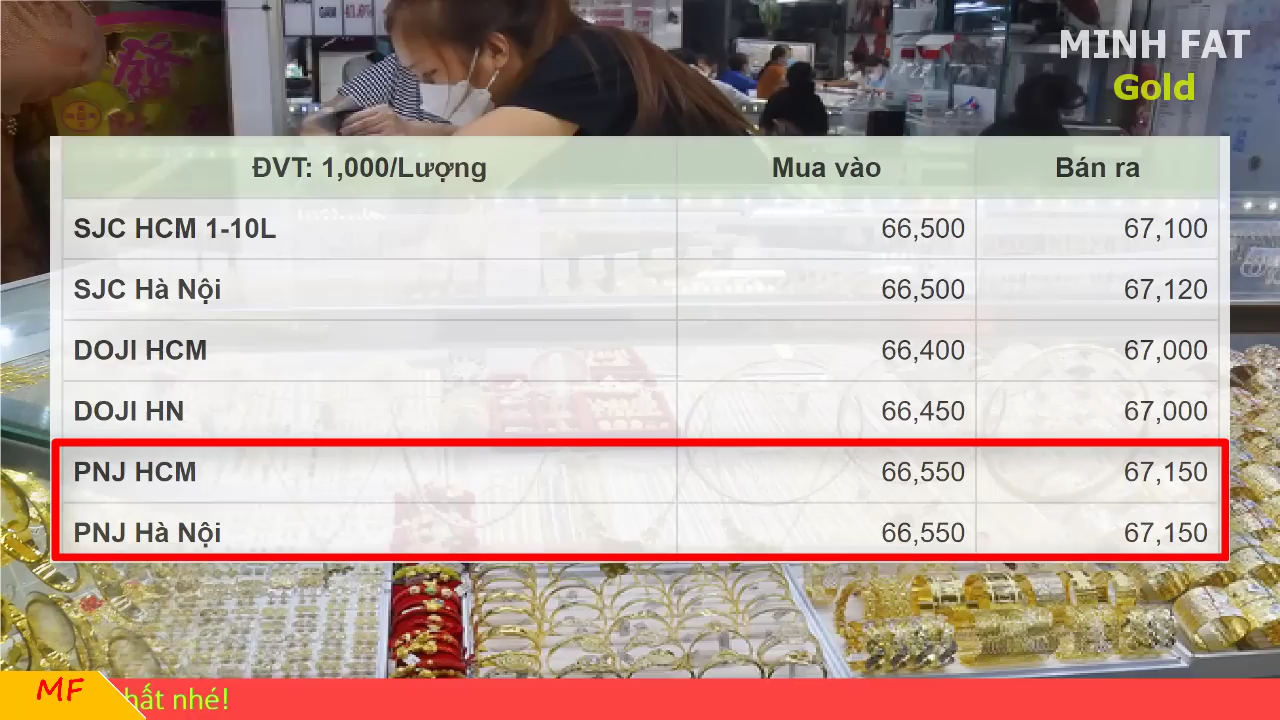 MINH FAT
Gold
發
ĐVT: 1,000/Lượng Mua vào Bán ra
SJC HCM 1-10L 66,500 67,100
SJC Hà Nội 66,500 67,120
DOJI HCM 66,400 67,000
DOJI HN 66,450 67,000
PNJ HCM 66,550 67,150
PNJ Hà Nội 66,550 67,150
MF
nhé!